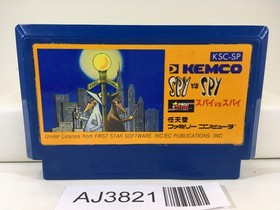 KSC-SP
KEMCO
SPY vs SPY
スパイvsスパイ
任天堂
ファミリー コンピュータ
Under Licence from FIRST STAR SOFTWARE, INC/EC PUBLICATIONS, INC
AJ3821